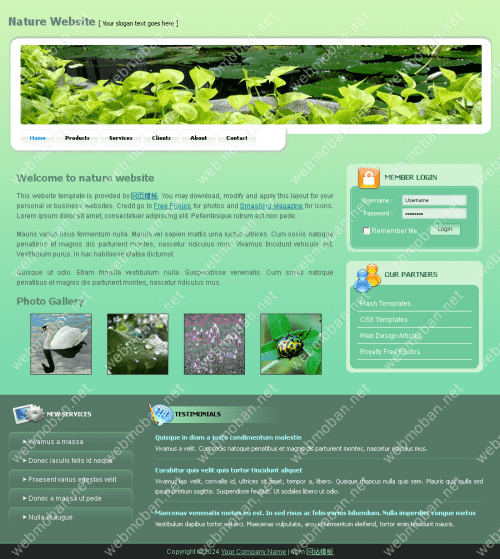 Nature Website [ Your slogan text goes here ]
Home Products Services Clients About Contact
Welcome to nature website
This website template is provided by 网页模板. You may download, modify and apply this layout for your
personal or business websites. Credit go to Free Photos for photos and Smashing Magazine for icons.
Lorem ipsum dolor sit amet, consectetuer adipiscing elit. Pellentesque rutrum est non pede.
Mauris varius risus fermentum nulla. Mauris vel sapien mattis urna luctus ultrices. Cum sociis natoque
penatibus et magnis dis parturient montes, nascetur ridiculus mus. Vivamus tincidunt vehicula est.
Vestibulum purus. In hac habitasse platea dictumst.
Quisque ut odio. Etiam fringilla vestibulum nulla. Suspendisse venenatis. Cum sociis natoque
penatibus et magnis dis parturient montes, nascetur ridiculus mus.
Photo Gallery
MEMBER LOGIN
Username : Username
Password :
Remember Me Login
OUR PARTNERS
Flash Templates
CSS Templates
Web Design Articles
Royalty Free Photos
NEW SERVICES
Vivamus a massa
Donec iaculis felis id neque
Praesent varius egestas velit
Donec a massa ut pede
Nulla et augue
Hi! TESTIMONIALS
Quisque in diam a justo condimentum molestie
Vivamus a velit. Cum sociis natoque penatibus et magnis dis parturient montes, nascetur ridiculus mus.
Curabitur quis velit quis tortor tincidunt aliquet
Vivamus leo velit, convallis id, ultrices sit amet, tempor a, libero. Quisque rhoncus nulla quis sem. Mauris quis nulla sed
ipsum pretium sagittis. Suspendisse feugiat. Ut sodales libero ut odio.
Maecenas venenatis metus eu est. In sed risus ac felis varius bibendum. Nulla imperdiet congue metus
Vestibulum dapibus tortor vel arcu. Maecenas vulputate, arcu id fermentum eleifend, tortor enim tincidunt mauris.
Copyright © 2024 Your Company Name | from 网站模板
webmoban.net